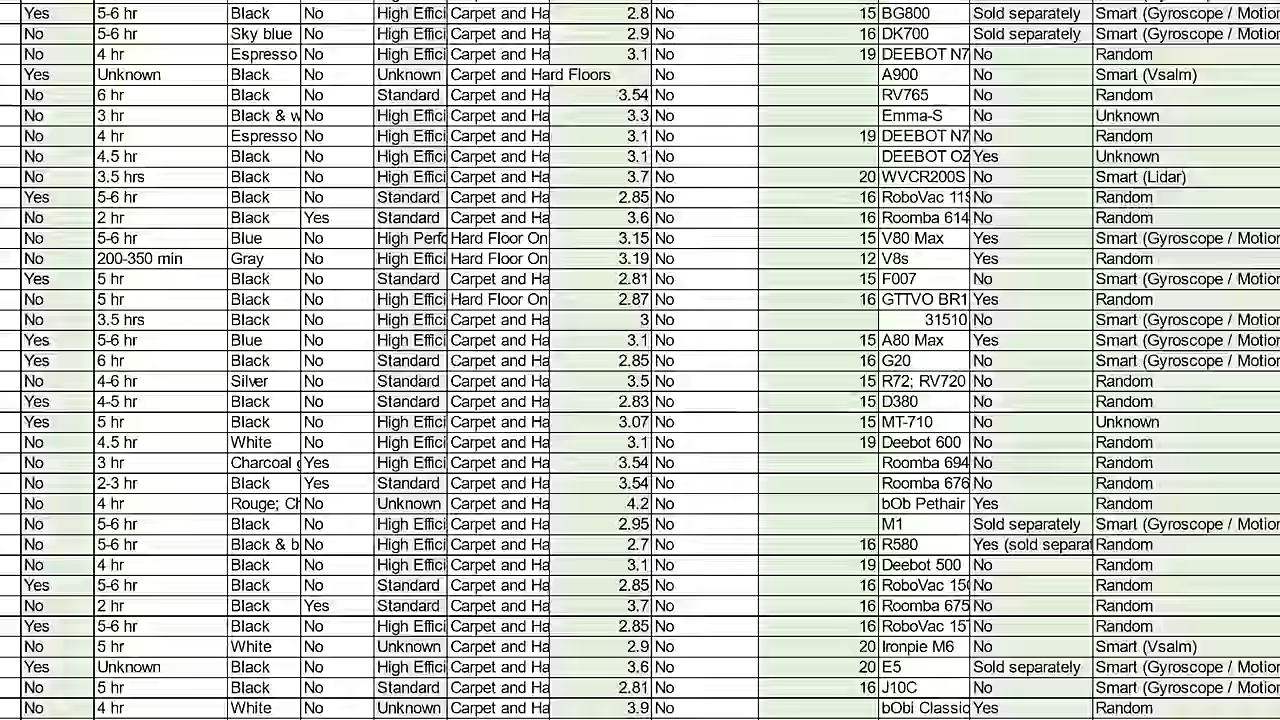 Yes 5-6 hr Black No High Effici Carpet and Ha 2.8 No 15 BG800 Sold separately Smart (Gyroscope / Motion
No 5-6 hr Sky blue No High Effici Carpet and Ha 2.9 No 16 DK700 Sold separately Smart (Gyroscope / Motion
No 4 hr Espresso No High Effici Carpet and Ha 3.1 No 19 DEEBOT N7 No Random
Yes Unknown Black No Unknown Carpet and Hard Floors No A900 No Smart (Vsalm)
No 6 hr Black No Standard Carpet and Ha 3.54 No RV765 No Random
No 3 hr Black & w No High Effici Carpet and Ha 3.3 No Emma-S No Unknown
No 4 hr Espresso No High Effici Carpet and Ha 3.1 No 19 DEEBOT N7 No Random
No 4.5 hr Black No High Effici Carpet and Ha 3.1 No DEEBOT OZ Yes Unknown
No 3.5 hrs Black No High Effici Carpet and Ha 3.7 No 20 WVCR200S No Smart (Lidar)
Yes 5-6 hr Black No Standard Carpet and Ha 2.85 No 16 RoboVac 11S No Random
No 2 hr Black Yes Standard Carpet and Ha 3.6 No 16 Roomba 614 No Random
No 5-6 hr Blue No High Perfo Hard Floor On 3.15 No 15 V80 Max Yes Smart (Gyroscope / Motion
No 200-350 min Gray No High Effici Hard Floor On 3.19 No 12 V8s Yes Random
Yes 5 hr Black No Standard Carpet and Ha 2.81 No 15 F007 No Smart (Gyroscope / Motion
No 5 hr Black No High Effici Hard Floor On 2.87 No 16 GTTVO BR1 Yes Random
No 3.5 hrs Black No High Effici Carpet and Ha 3 No 31510 No Smart (Gyroscope / Motion
Yes 5-6 hr Blue No High Effici Carpet and Ha 3.1 No 15 A80 Max Yes Smart (Gyroscope / Motion
Yes 6 hr Black No Standard Carpet and Ha 2.85 No 16 G20 No Smart (Gyroscope / Motion
No 4-6 hr Silver No Standard Carpet and Ha 3.5 No 15 R72; RV720 No Random
Yes 4-5 hr Black No Standard Carpet and Ha 2.83 No 15 D380 No Random
Yes 5 hr Black No High Effici Carpet and Ha 3.07 No 15 MT-710 No Unknown
No 4.5 hr White No High Effici Carpet and Ha 3.1 No 19 Deebot 600 No Random
No 3 hr Charcoal g Yes High Effici Carpet and Ha 3.54 No Roomba 694 No Random
No 2-3 hr Black Yes Standard Carpet and Ha 3.54 No Roomba 676 No Random
No 4 hr Rouge; Ch No Unknown Carpet and Ha 4.2 No bOb Pethair Yes Random
No 5-6 hr Black No High Effici Carpet and Ha 2.95 No M1 Sold separately Smart (Gyroscope / Motion
No 5-6 hr Black & b No High Effici Carpet and Ha 2.7 No 16 R580 Yes (sold separat Random
No 4 hr Black No High Effici Carpet and Ha 3.1 No 19 Deebot 500 No Random
Yes 5-6 hr Black No Standard Carpet and Ha 2.85 No 16 RoboVac 150 No Random
No 2 hr Black Yes Standard Carpet and Ha 3.7 No 16 Roomba 675 No Random
Yes 5-6 hr Black No High Effici Carpet and Ha 2.85 No 16 RoboVac 15T No Random
No 5 hr White No Unknown Carpet and Ha 2.9 No 20 Ironpie M6 No Smart (Vsalm)
Yes Unknown Black No High Effici Carpet and Ha 3.6 No 20 E5 Sold separately Smart (Gyroscope / Motion
No 5 hr Black No Standard Carpet and Ha 2.81 No 16 J10C No Smart (Gyroscope / Motion
No 4 hr White No Unknown Carpet and Ha 3.9 No bObi Classic Yes Random